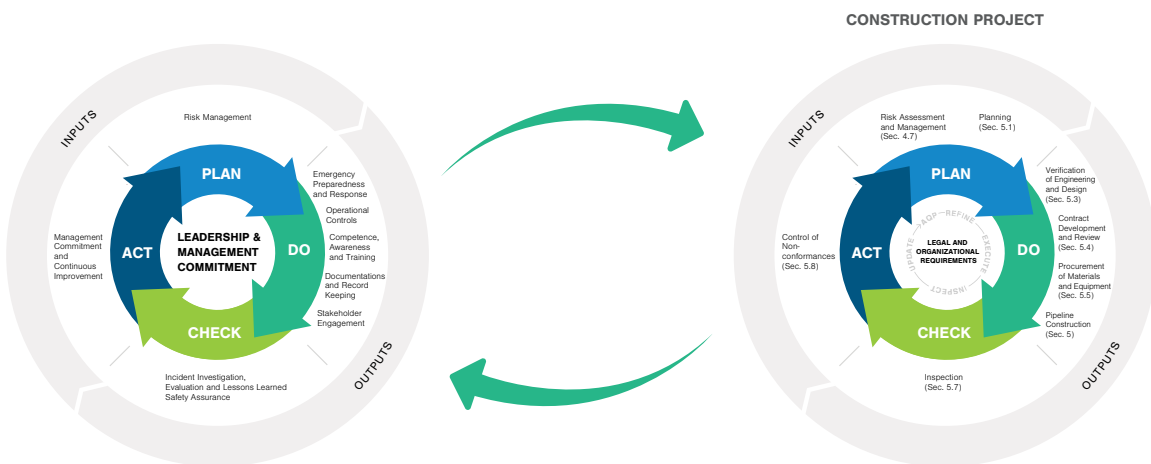 CONSTRUCTION PROJECT
INPUTS
Risk Management
PLAN
Emergency
Preparedness
and Response
Operational
Controls
Competence,
Awareness
and Training
Documentations
and Record
Keeping
Stakeholder
Engagement
DO
LEADERSHIP &
MANAGEMENT
COMMITMENT
ACT
Management
Commitment
and
Continuous
Improvement
CHECK
Incident Investigation,
Evaluation and Lessons Learned
Safety Assurance
OUTPUTS
INPUTS
Risk Assessment
and Management
(Sec. 4.7)
Planning
(Sec. 5.1)
PLAN
Verification
of Engineering
and Design
(Sec. 5.3)
Contract
Development
and Review
(Sec. 5.4)
Procurement
of Materials
and Equipment
(Sec. 5.5)
Pipeline
Construction
(Sec. 5)
DO
AQP
REFINE
EXECUTE
INSPECT
UPDATE
LEGAL AND
ORGANIZATIONAL
REQUIREMENTS
ACT
Control of
Non-
conformances
(Sec. 5.8)
CHECK
Inspection
(Sec. 5.7)
OUTPUTS